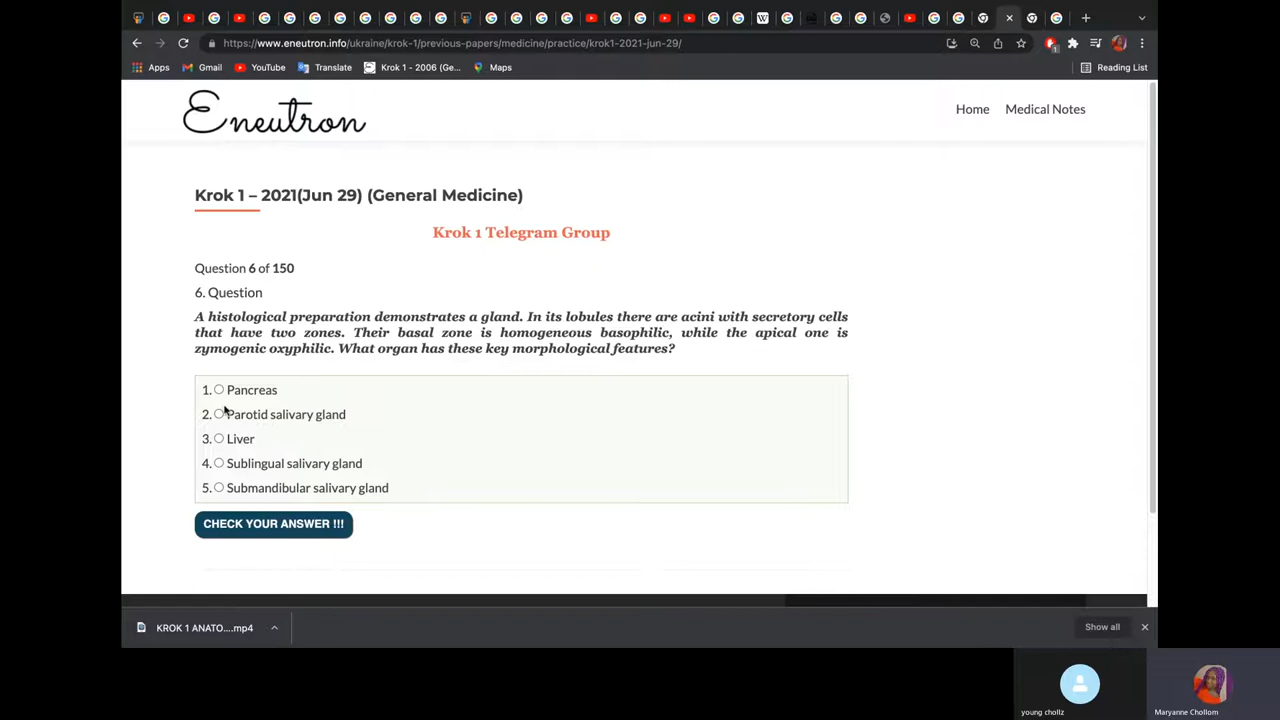 https://www.eneutron.info/ukraine/krok-1/previous-papers/medicine/practice/krok1-2021-jun-29/
Apps Gmail YouTube Translate Krok 1 - 2006 (Ge... Maps Reading List
Eneutron
Home Medical Notes
Krok 1 – 2021(Jun 29) (General Medicine)
Krok 1 Telegram Group
Question 6 of 150
6. Question
A histological preparation demonstrates a gland. In its lobules there are acini with secretory cells
that have two zones. Their basal zone is homogeneous basophilic, while the apical one is
zymogenic oxyphilic. What organ has these key morphological features?
1. Pancreas
2. Parotid salivary gland
3. Liver
4. Sublingual salivary gland
5. Submandibular salivary gland
CHECK YOUR ANSWER !!!
KROK 1 ANATO....mp4
Show all
young chollz
Maryanne Chollom